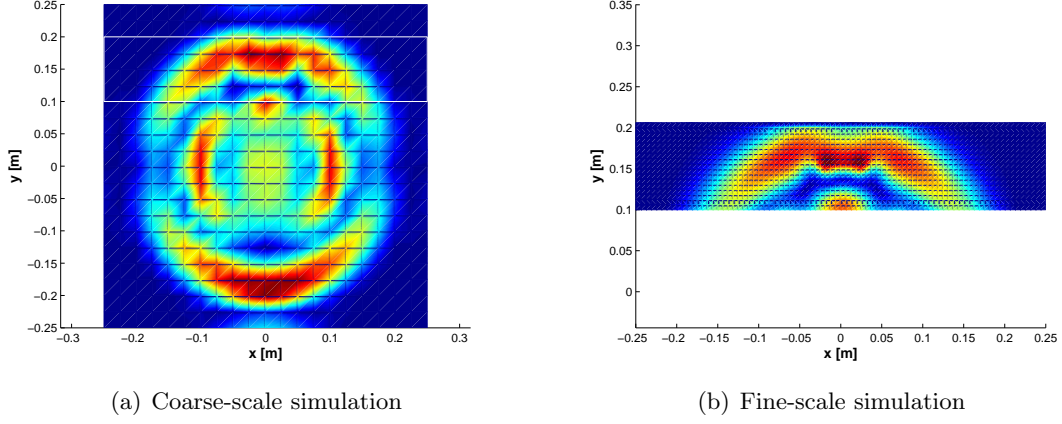 0.25
0.2
0.15
0.1
0.05
0
−0.05
−0.1
−0.15
−0.2
−0.25
y [m]
−0.3 −0.2 −0.1 0 0.1 0.2 0.3
x [m]
(a) Coarse-scale simulation
0.35
0.3
0.25
0.2
0.15
0.1
0.05
0
y [m]
−0.25 −0.2 −0.15 −0.1 −0.05 0 0.05 0.1 0.15 0.2 0.25
x [m]
(b) Fine-scale simulation